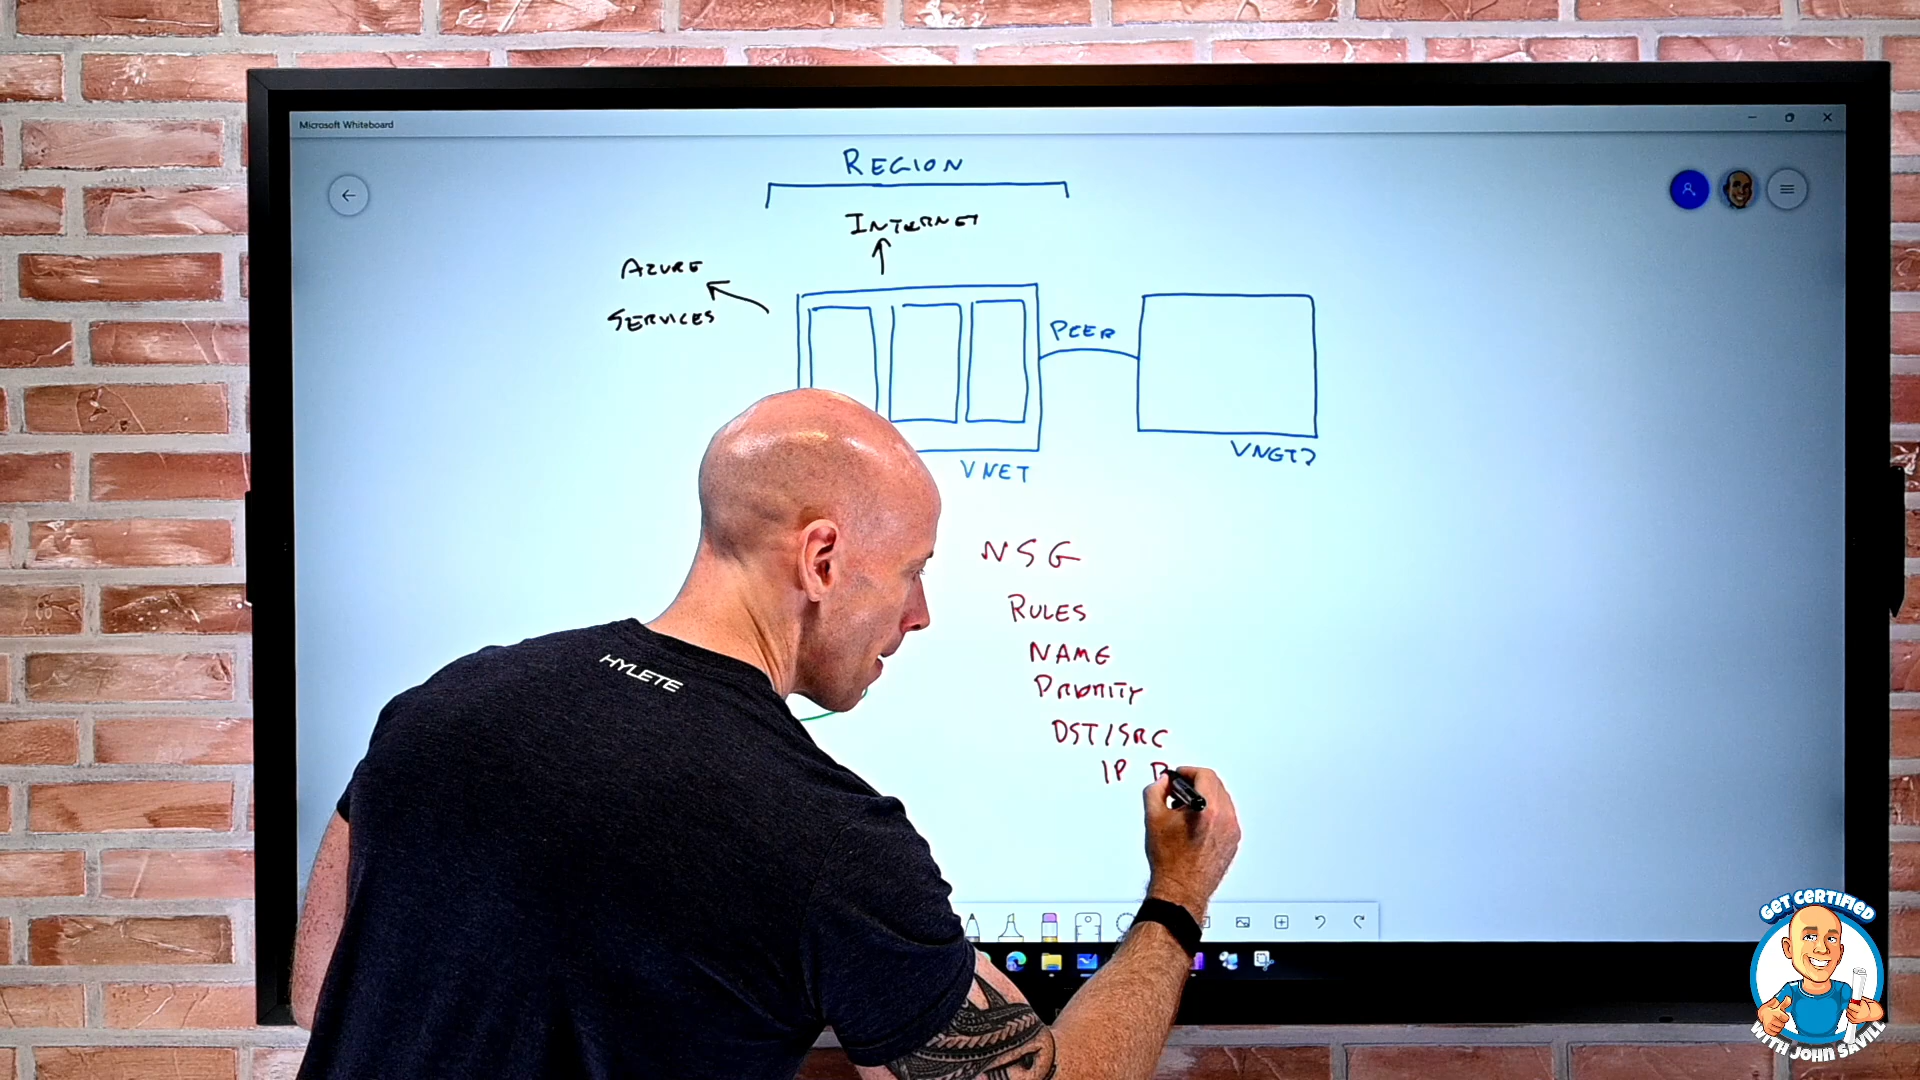 Microsoft Whiteboard
REGION
INTERNET
AZURE
SERVICES
PEER
VNET
VNET2
NSG
RULES
NAME
PRIORITY
DST/SRC
IP
HYLETE
GET CERTIFIED
WITH JOHN SAVILL